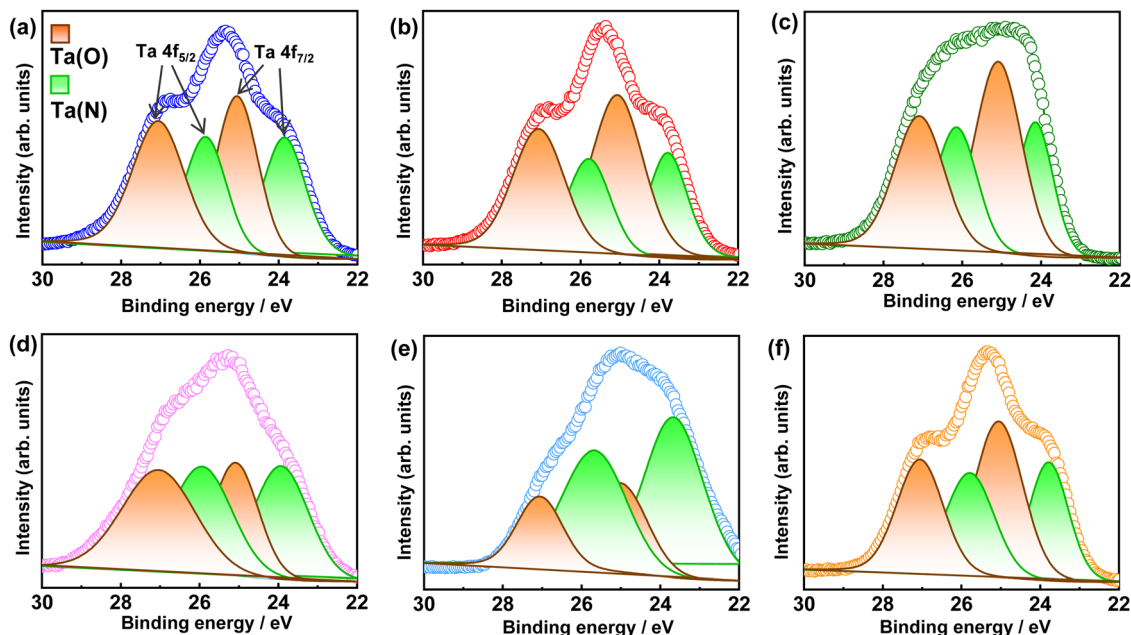 (a)
Ta(O)
Ta(N)
Ta 4f5/2
Ta 4f7/2
Intensity (arb. units)
30 28 26 24 22
Binding energy / eV
(b)
Intensity (arb. units)
30 28 26 24 22
Binding energy / eV
(c)
Intensity (arb. units)
30 28 26 24 22
Binding energy / eV
(d)
Intensity (arb. units)
30 28 26 24 22
Binding energy / eV
(e)
Intensity (arb. units)
30 28 26 24 22
Binding energy / eV
(f)
Intensity (arb. units)
30 28 26 24 22
Binding energy / eV